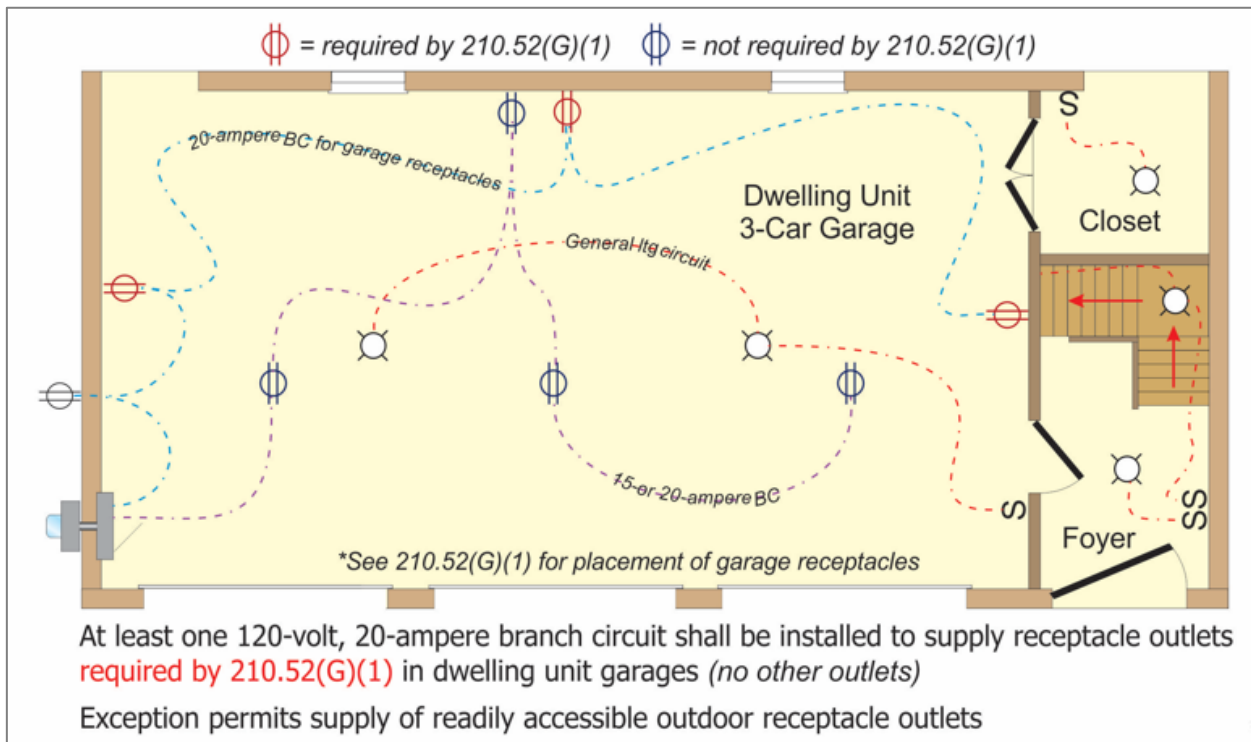 = required by 210.52(G)(1)
= not required by 210.52(G)(1)
S
20-ampere BC for garage receptacles
Dwelling Unit
3-Car Garage
Closet
General ltg circuit
15 or 20-ampere BC
S
SS
Foyer
*See 210.52(G)(1) for placement of garage receptacles
At least one 120-volt, 20-ampere branch circuit shall be installed to supply receptacle outlets
required by 210.52(G)(1) in dwelling unit garages (no other outlets)
Exception permits supply of readily accessible outdoor receptacle outlets